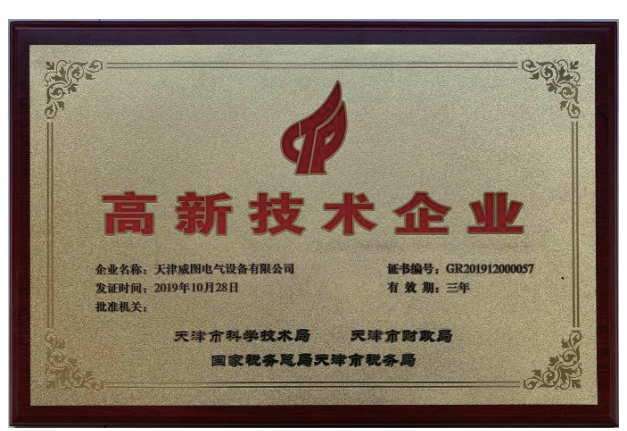 高新技术企业
企业名称：天津威图电气设备有限公司 证书编号：GR201912000057
发证时间：2019年10月28日 有 效 期：三年
批准机关：
天津市科学技术局 天津市财政局
国家税务总局天津市税务局